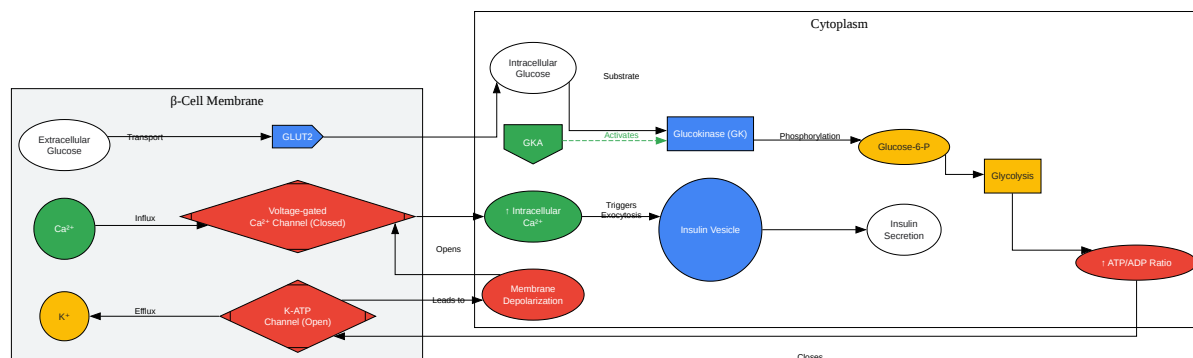 Cytoplasm
β-Cell Membrane
Intracellular
Glucose
Substrate
Extracellular
Glucose
Transport
GLUT2
GKA
Activates
Glucokinase (GK)
Phosphorylation
Glucose-6-P
Glycolysis
Ca²⁺
Influx
Voltage-gated
Ca²⁺ Channel (Closed)
↑ Intracellular
Ca²⁺
Triggers
Exocytosis
Insulin Vesicle
Insulin
Secretion
Opens
↑ ATP/ADP Ratio
K⁺
Efflux
K-ATP
Channel (Open)
Leads to
Membrane
Depolarization
Closes